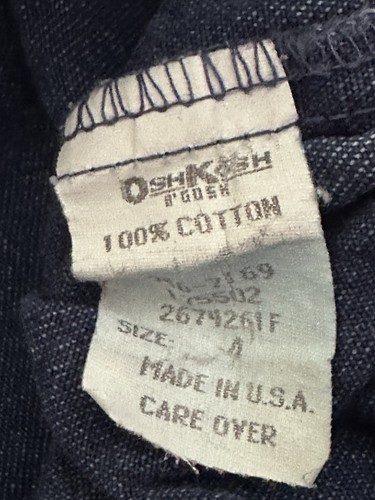 OSHKOSH
B'GOSH
100% COTTON
2674261F
SIZE: 4
MADE IN U.S.A.
CARE OVER